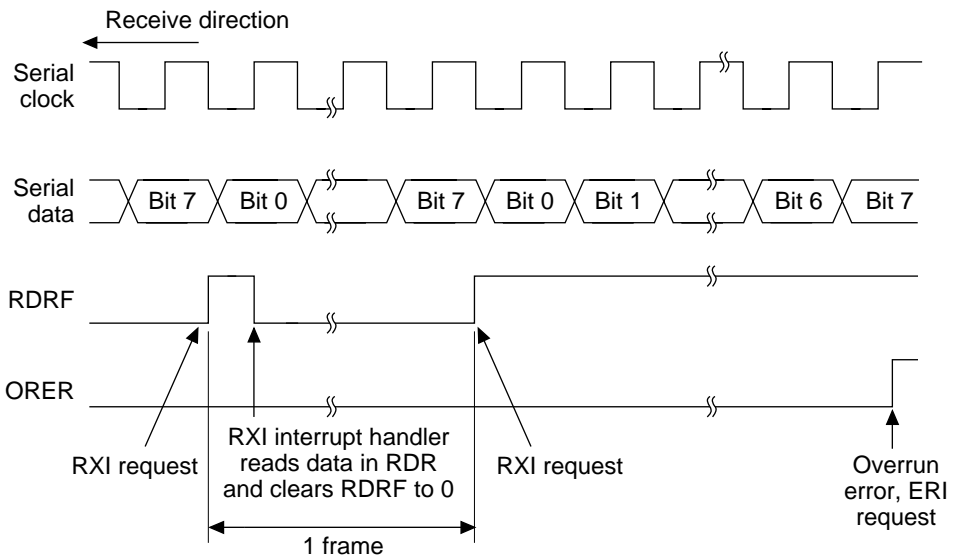 Receive direction
Serial
clock
Serial
data
Bit 7 Bit 0 Bit 7 Bit 0 Bit 1 Bit 6 Bit 7
RDRF
ORER
RXI request
RXI interrupt handler
reads data in RDR
and clears RDRF to 0
RXI request
Overrun
error, ERI
request
1 frame